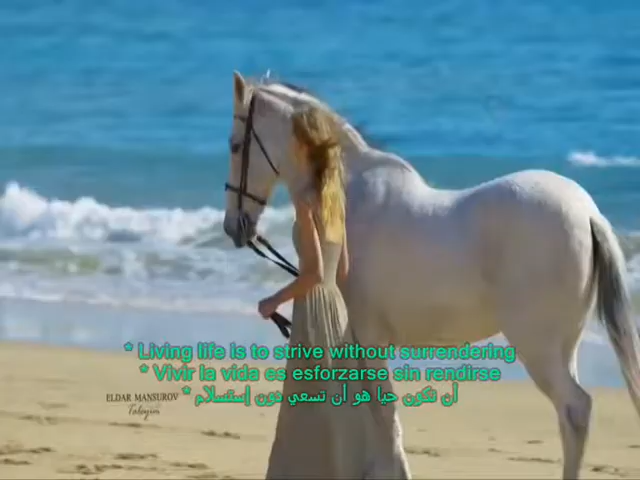 * Living life is to strive without surrendering
* Vivir la vida es esforzarse sin rendirse
* أن تكون حيا هو أن تسعي دون إستسلام
ELDAR MANSUROV